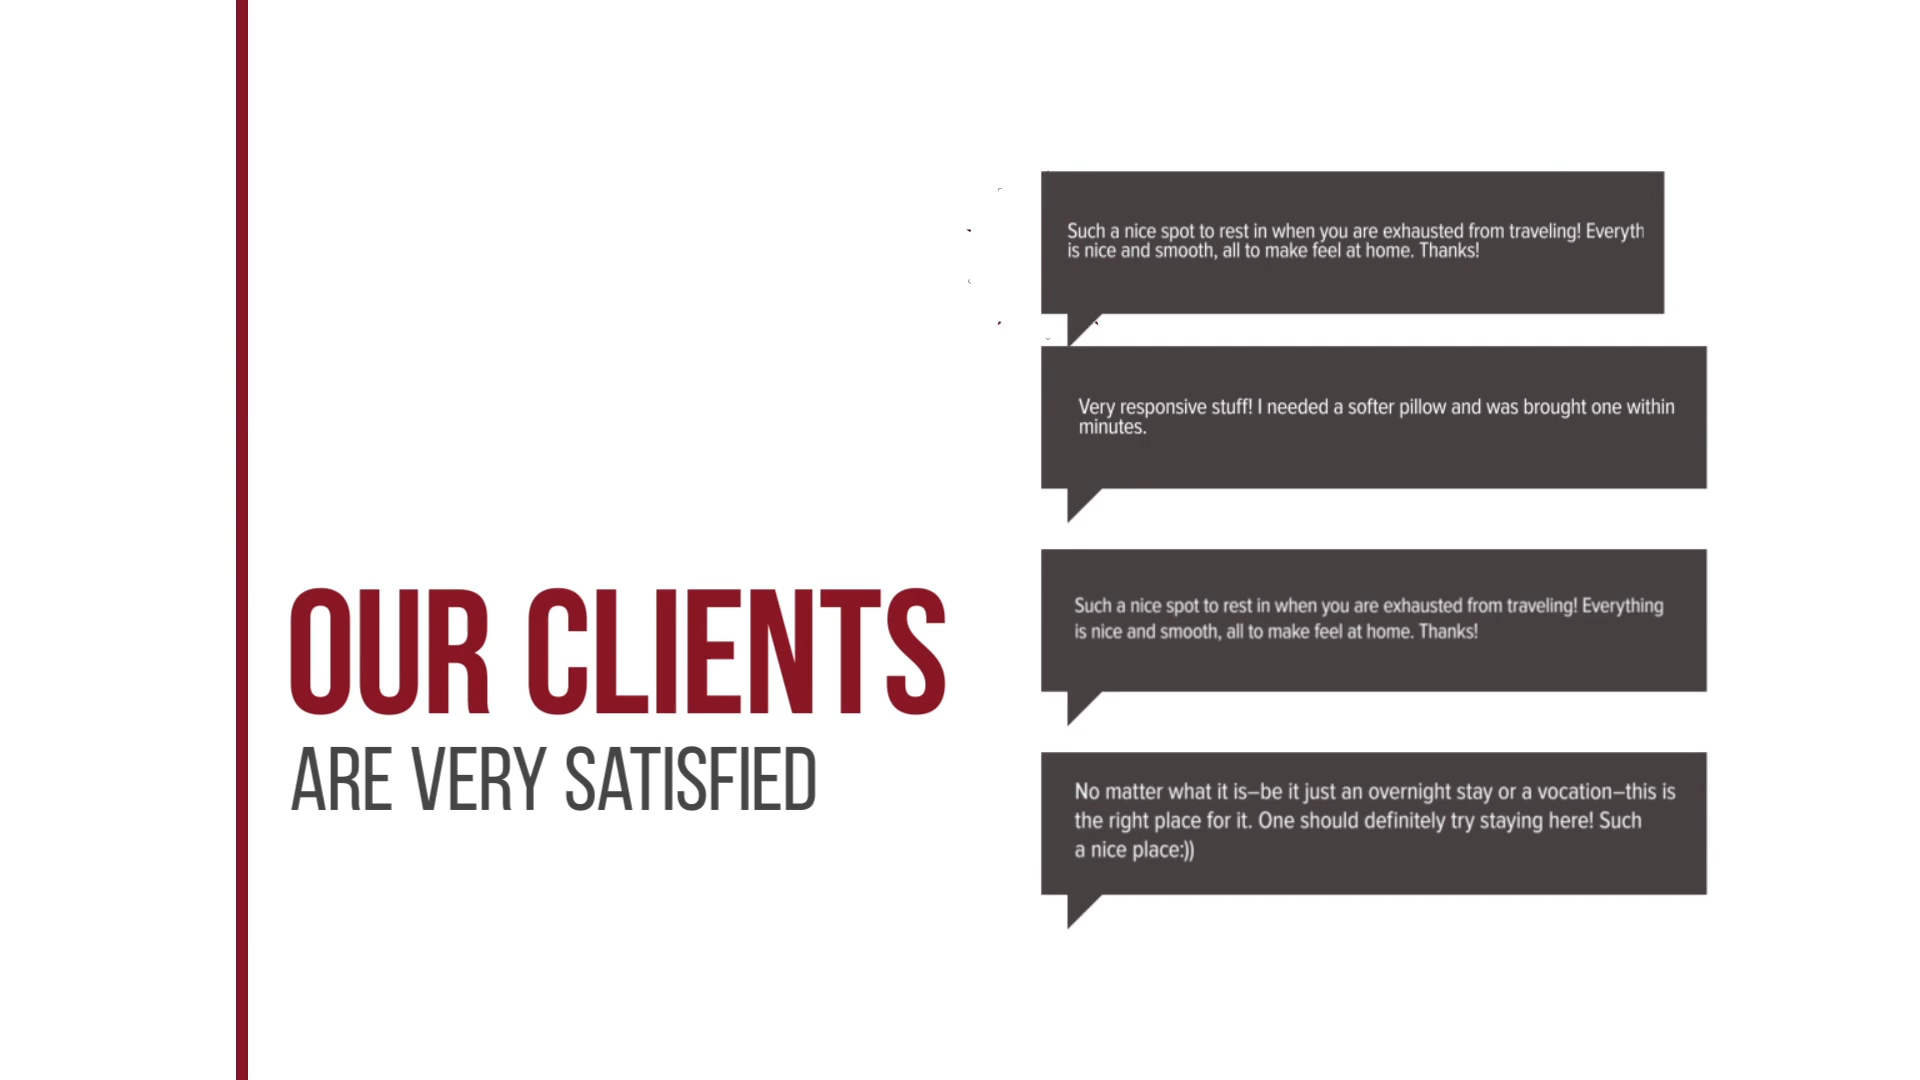 OUR CLIENTS
ARE VERY SATISFIED
Such a nice spot to rest in when you are exhausted from traveling! Everyth
is nice and smooth, all to make feel at home. Thanks!
Very responsive stuff! I needed a softer pillow and was brought one within
minutes.
Such a nice spot to rest in when you are exhausted from traveling! Everything
is nice and smooth, all to make feel at home. Thanks!
No matter what it is–be it just an overnight stay or a vocation–this is
the right place for it. One should definitely try staying here! Such
a nice place:))